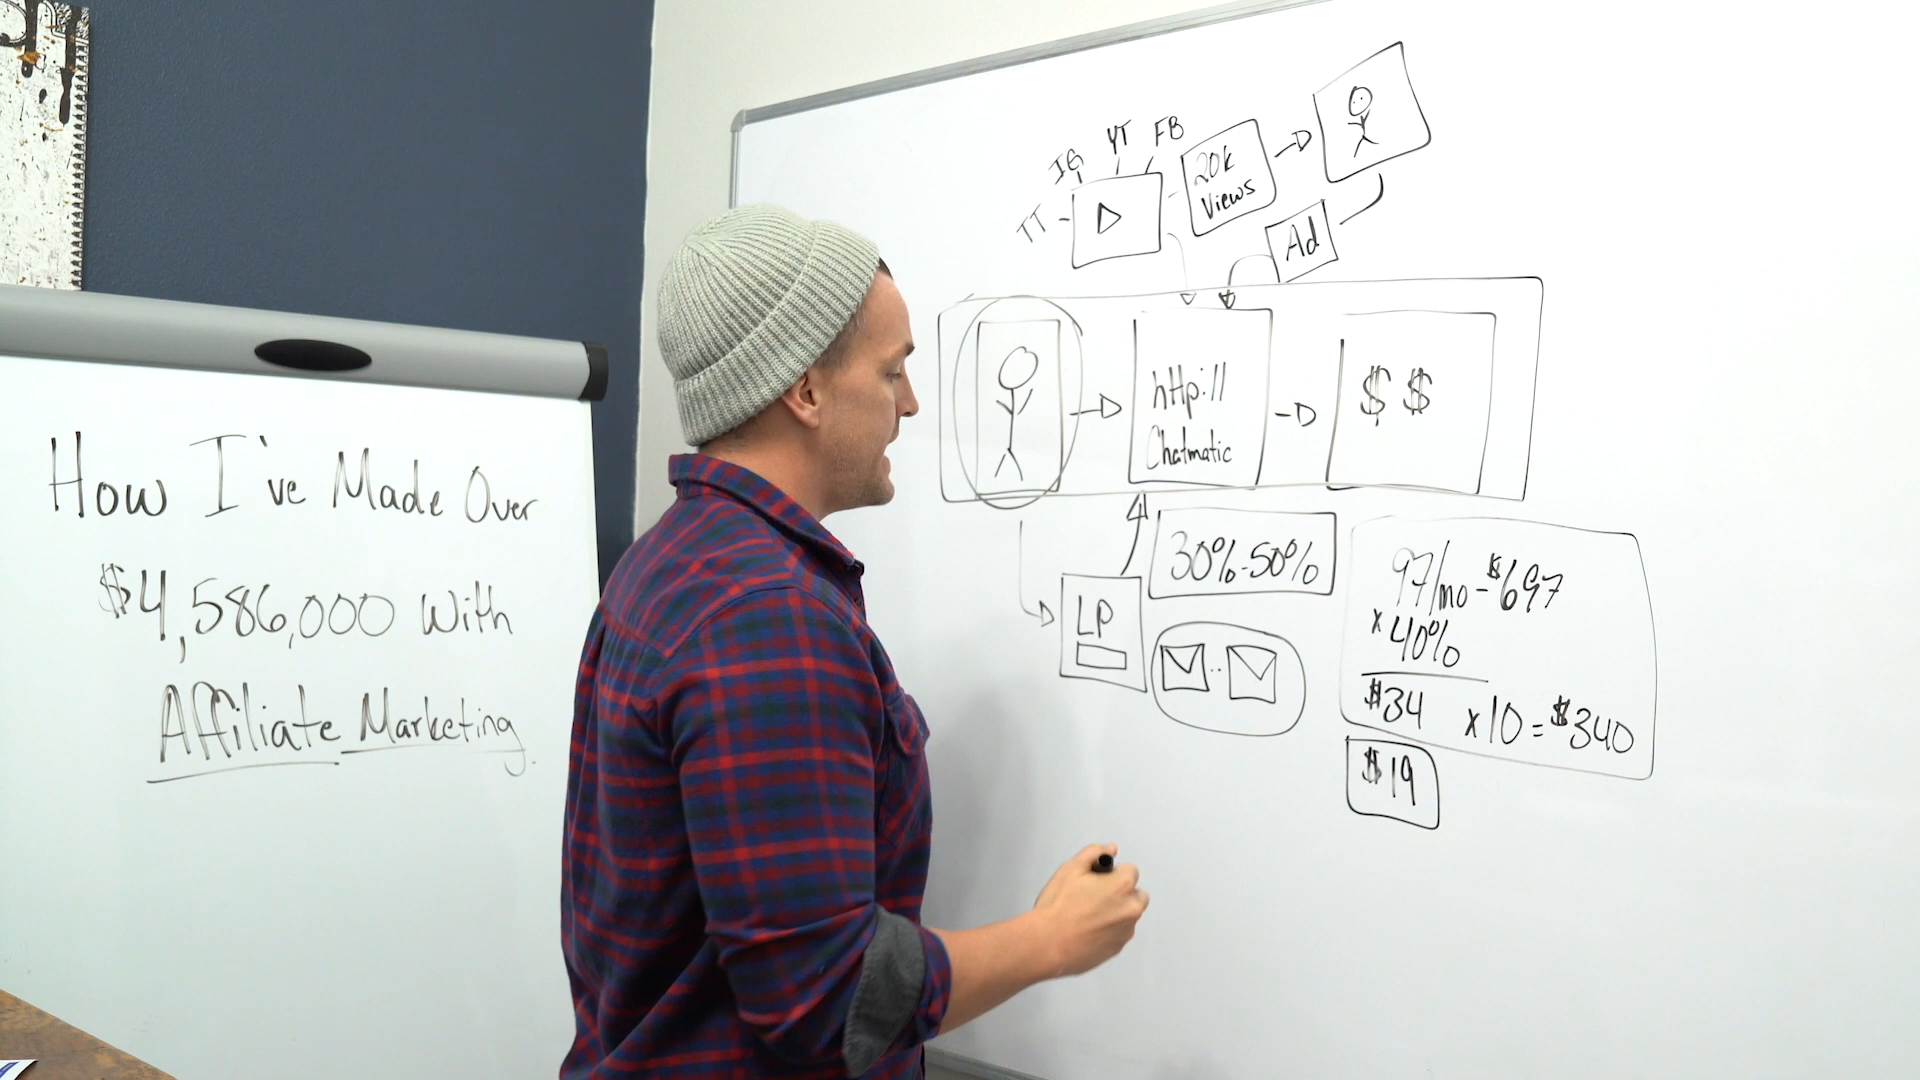 How I've Made Over
$4,586,000 With
Affiliate Marketing.
IG YT FB
TT
20k
Views
Ad
http://
Chatmatic
$ $
30%-50%
LP
97/mo - $697
x 40%
$34 x 10 = $340
$19